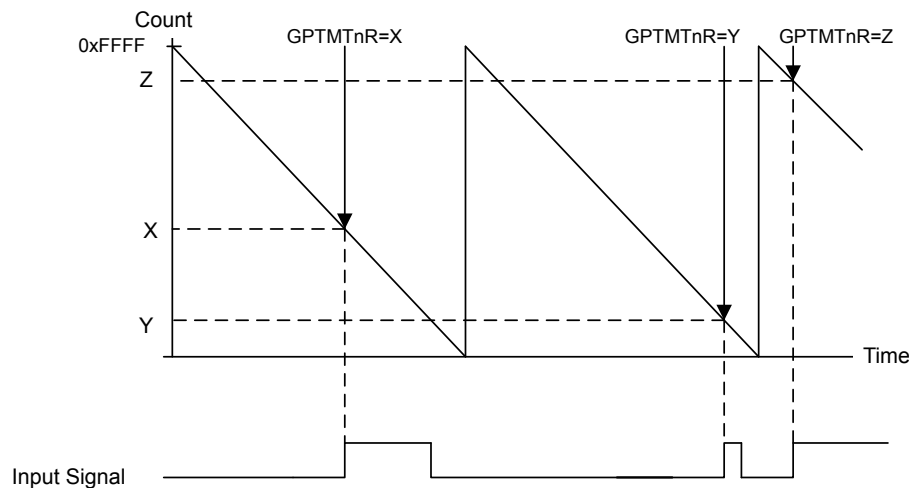 Count
0xFFFF
GPTMTnR=X
GPTMTnR=Y
GPTMTnR=Z
Z
X
Y
Time
Input Signal